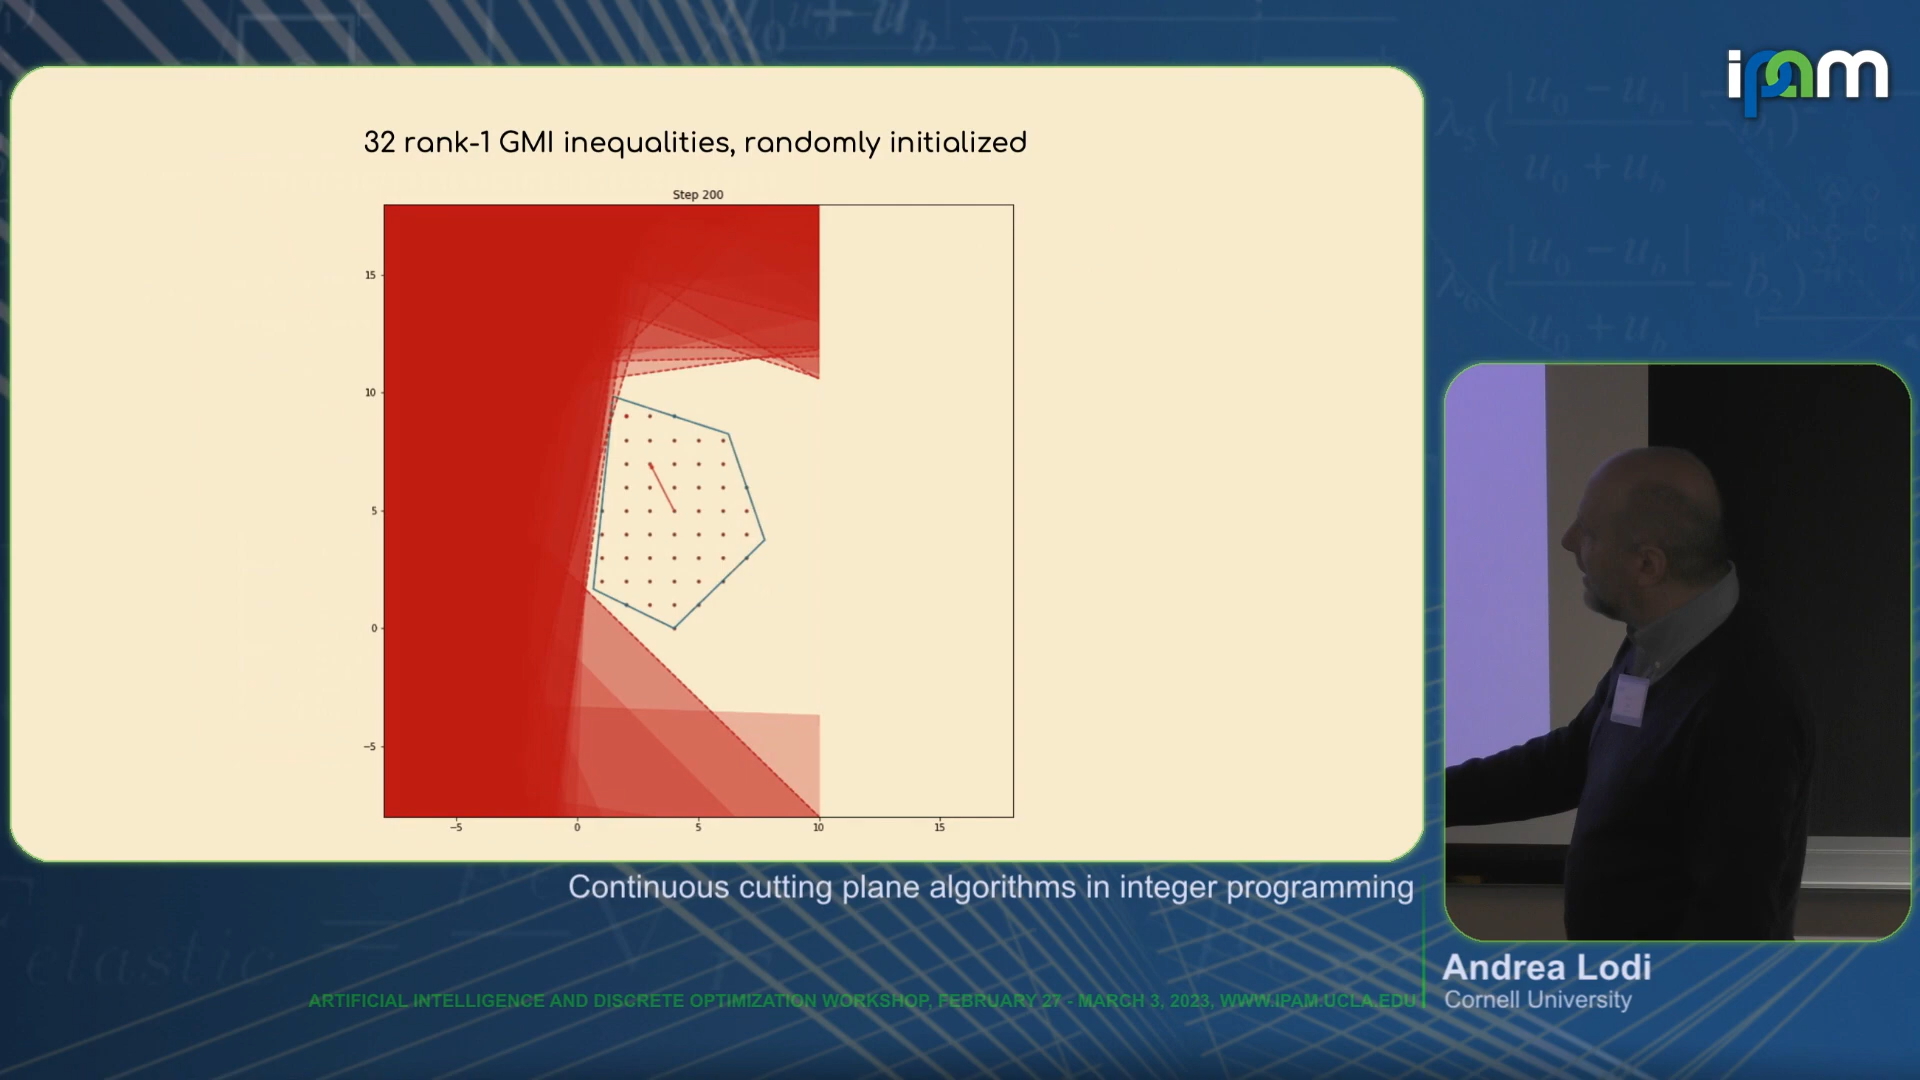 ipam
32 rank-1 GMI inequalities, randomly initialized
Step 200
15
10
5
0
−5
−5
0
5
10
15
Continuous cutting plane algorithms in integer programming
Andrea Lodi
Cornell University
ARTIFICIAL INTELLIGENCE AND DISCRETE OPTIMIZATION WORKSHOP, FEBRUARY 27 - MARCH 3, 2023, WWW.IPAM.UCLA.EDU
elastic